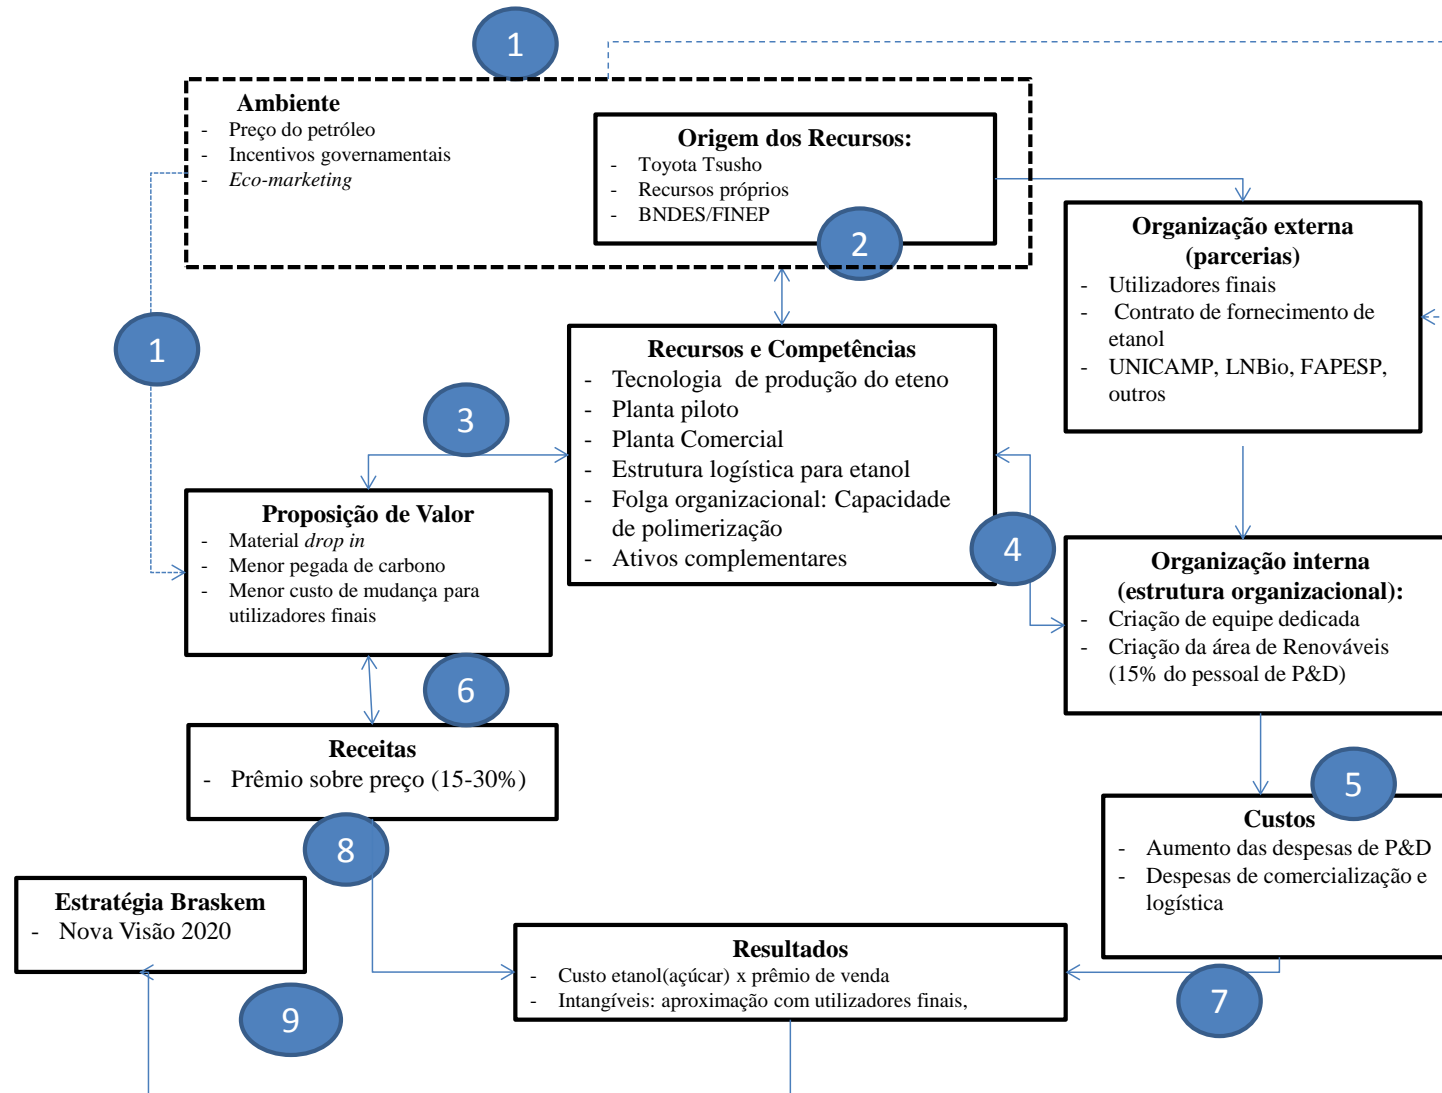 1
Ambiente
- Preço do petróleo
- Incentivos governamentais
- Eco-marketing
Origem dos Recursos:
- Toyota Tsusho
- Recursos próprios
- BNDES/FINEP
2
Organização externa
(parcerias)
- Utilizadores finais
- Contrato de fornecimento de
etanol
- UNICAMP, LNBio, FAPESP,
outros
1
Recursos e Competências
- Tecnologia de produção do eteno
- Planta piloto
- Planta Comercial
- Estrutura logística para etanol
- Folga organizacional: Capacidade
de polimerização
- Ativos complementares
3
Proposição de Valor
- Material drop in
- Menor pegada de carbono
- Menor custo de mudança para
utilizadores finais
4
Organização interna
(estrutura organizacional):
- Criação de equipe dedicada
- Criação da área de Renováveis
(15% do pessoal de P&D)
6
Receitas
- Prêmio sobre preço (15-30%)
5
Custos
- Aumento das despesas de P&D
- Despesas de comercialização e
logística
8
Estratégia Braskem
- Nova Visão 2020
Resultados
- Custo etanol(açúcar) x prêmio de venda
- Intangíveis: aproximação com utilizadores finais,
7
9